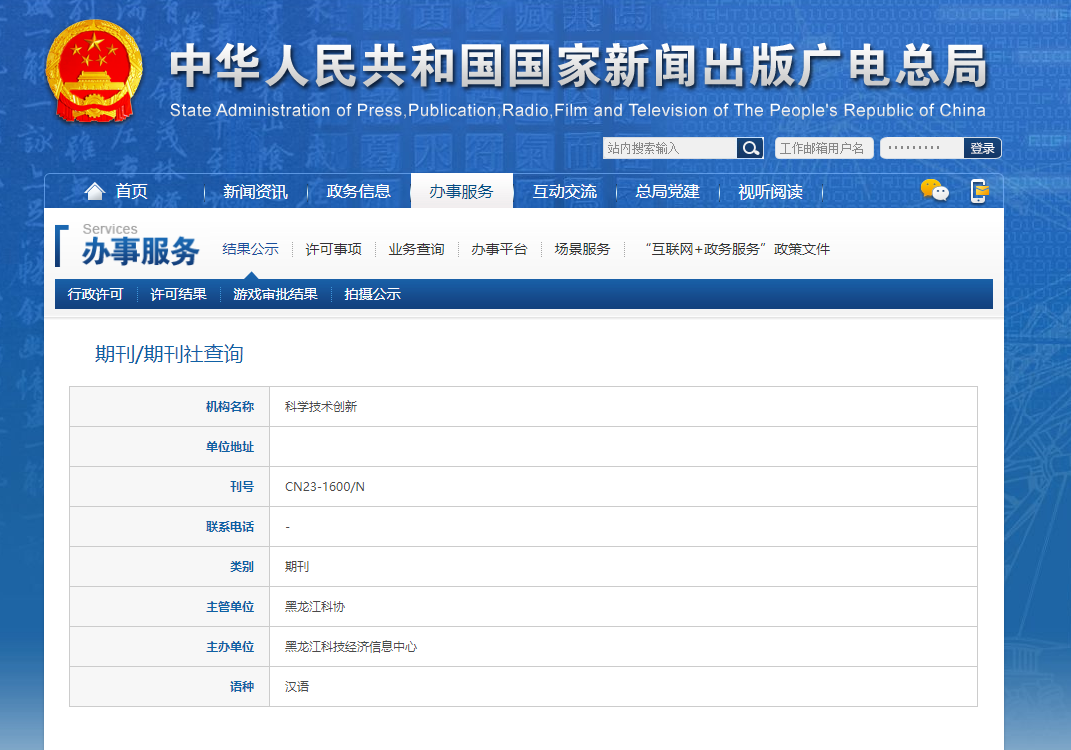 中华人民共和国国家新闻出版广电总局
State Administration of Press,Publication,Radio,Film and Television of The People's Republic of China
站内搜索输入 工作邮箱用户名 ········· 登录
首页 新闻资讯 政务信息 办事服务 互动交流 总局党建 视听阅读
Services
办事服务 结果公示 许可事项 业务查询 办事平台 场景服务 “互联网+政务服务”政策文件
行政许可 许可结果 游戏审批结果 拍摄公示
期刊/期刊社查询
机构名称 科学技术创新
单位地址
刊号 CN23-1600/N
联系电话 -
类别 期刊
主管单位 黑龙江科协
主办单位 黑龙江科技经济信息中心
语种 汉语